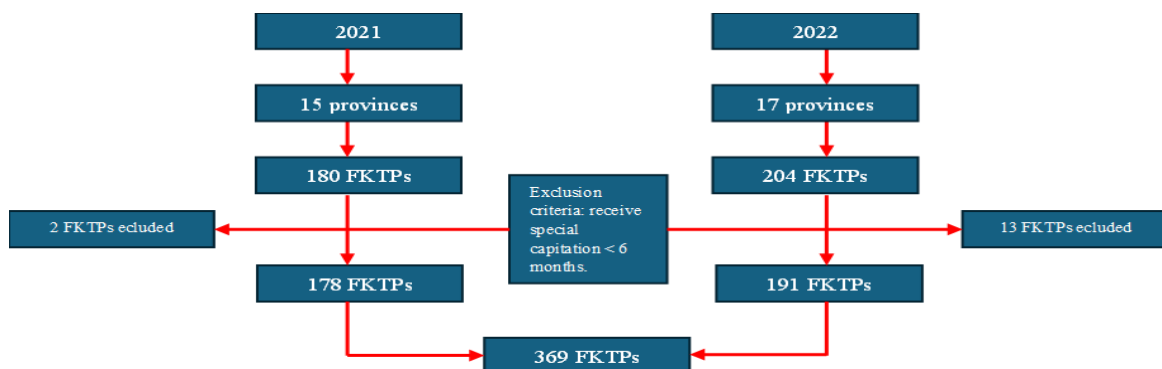 2021
2022
15 provinces
17 provinces
180 FKTPs
204 FKTPs
Exclusion
criteria: receive
special
capitation < 6
months.
2 FKTPs ecluded
13 FKTPs ecluded
178 FKTPs
191 FKTPs
369 FKTPs